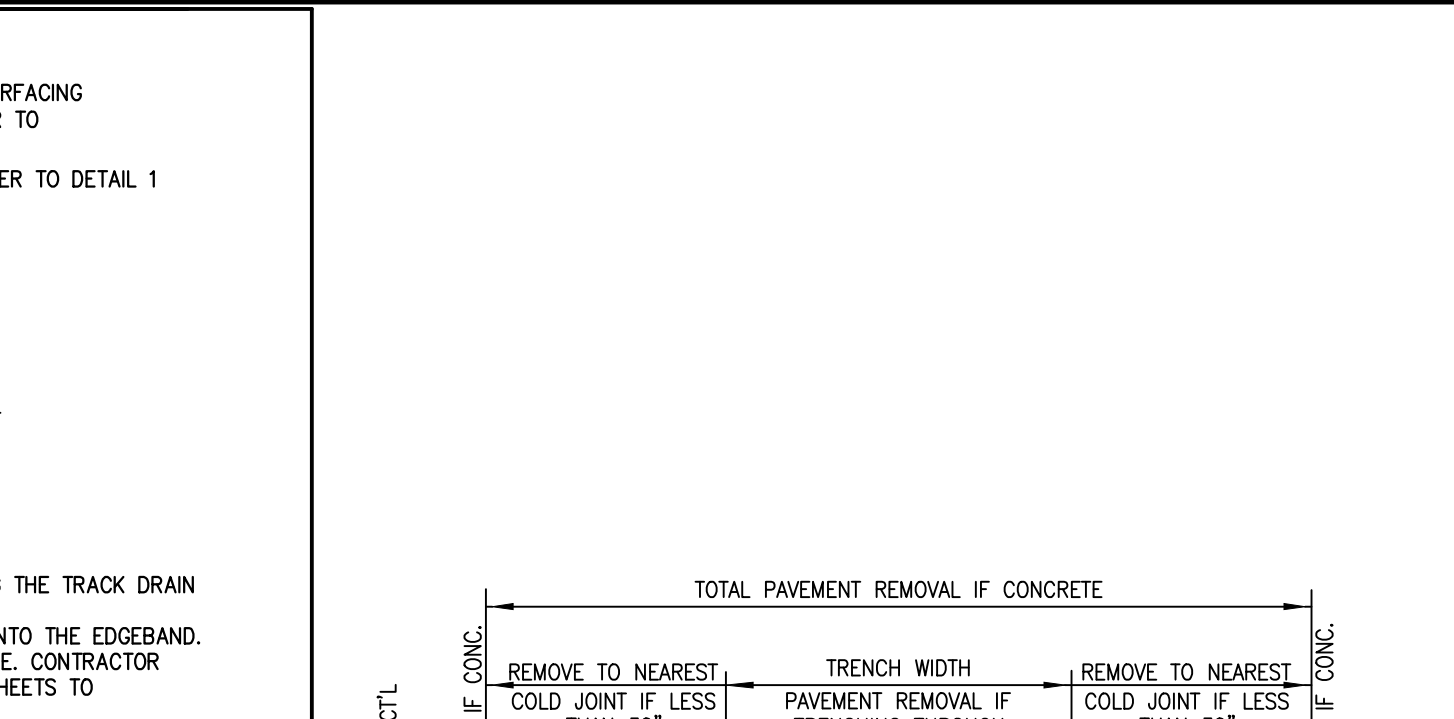 RFACING
TO
ER TO DETAIL 1
THE TRACK DRAIN
NTO THE EDGEBAND.
E. CONTRACTOR
HEETS TO
TOTAL PAVEMENT REMOVAL IF CONCRETE
IF CONC.
REMOVE TO NEAREST
COLD JOINT IF LESS
TRENCH WIDTH
PAVEMENT REMOVAL IF
REMOVE TO NEAREST
COLD JOINT IF LESS
IF CONC.
CT'L